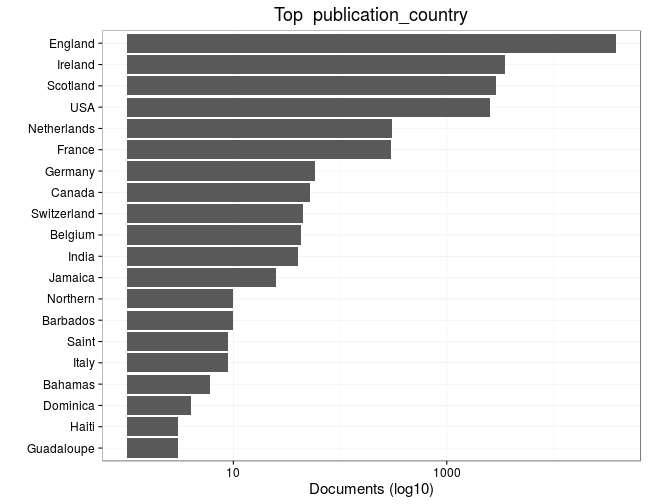 Top  publication_country
England
Ireland
Scotland
USA
Netherlands
France
Germany
Canada
Switzerland
Belgium
India
Jamaica
Northern
Barbados
Saint
Italy
Bahamas
Dominica
Haiti
Guadaloupe
10 1000
Documents (log10)